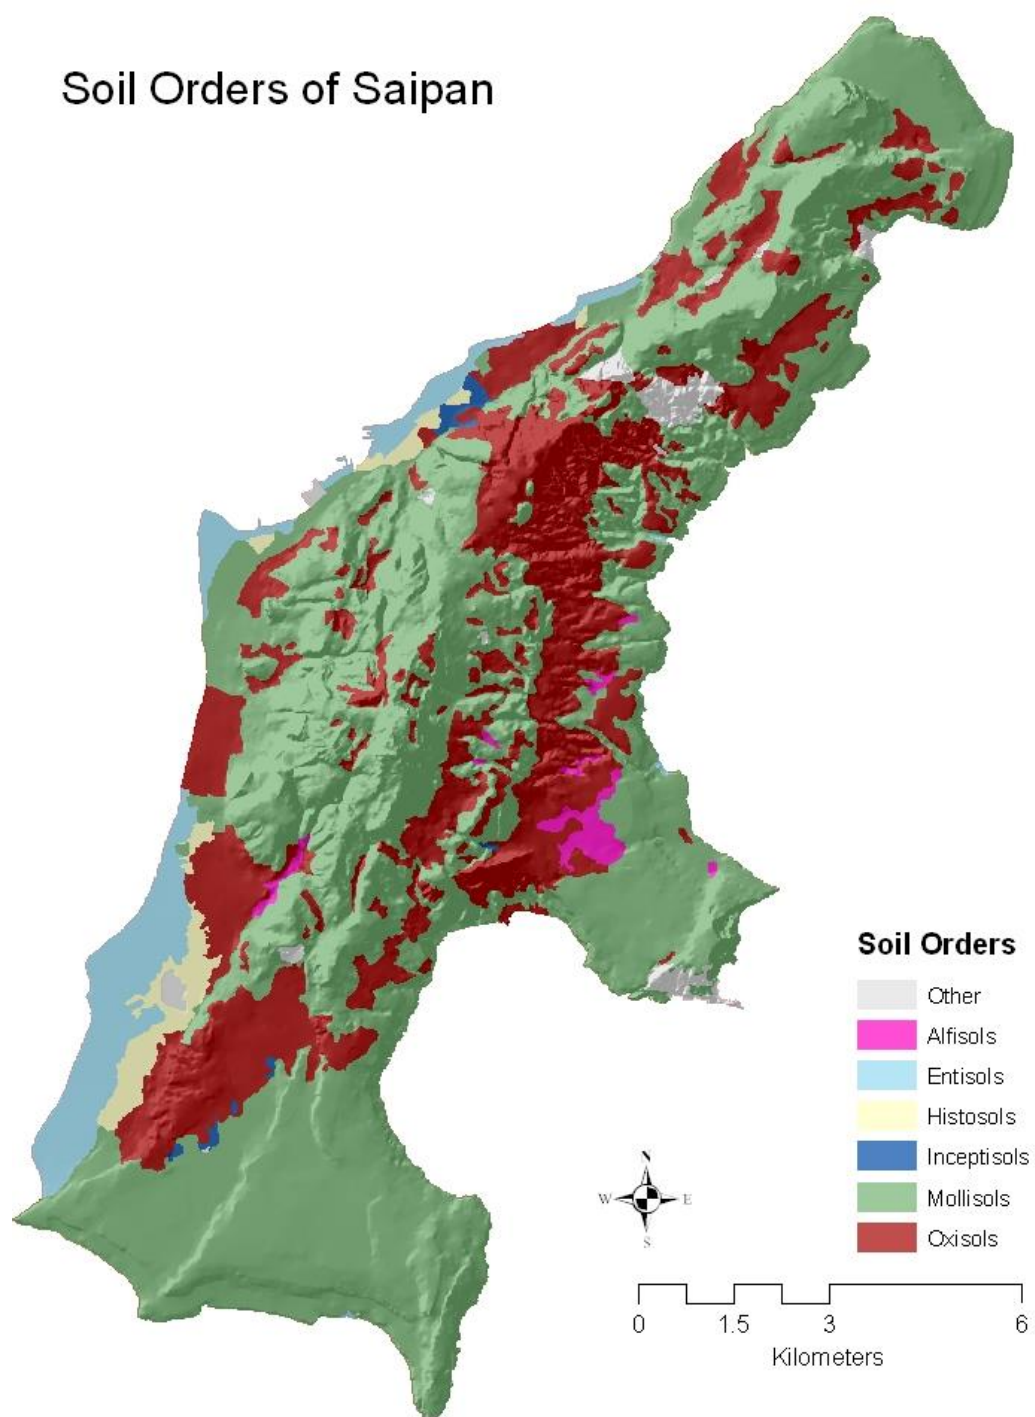 Soil Orders of Saipan
Soil Orders
Other
Alfisols
Entisols
Histosols
Inceptisols
Mollisols
Oxisols
N
W E
S
0 1.5 3 6
Kilometers